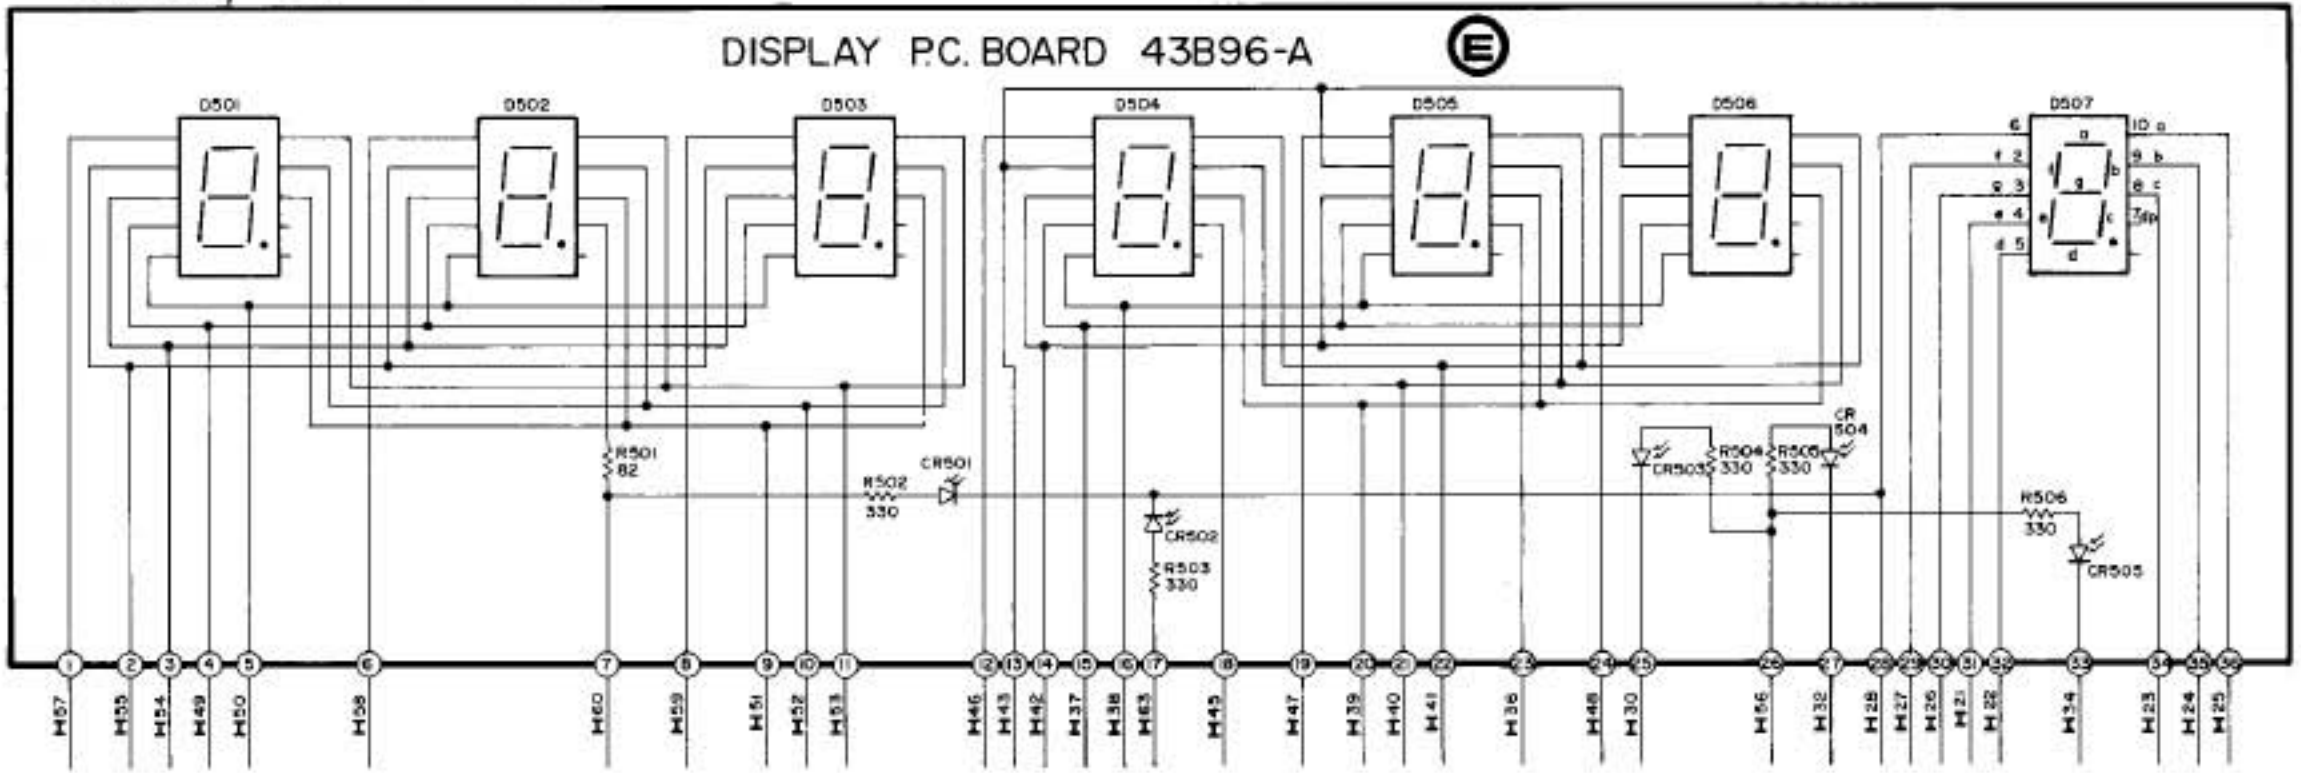 DISPLAY P.C. BOARD 43B96-A E
D501 D502 D503 D504 D505 D506 D507
6 a 10 a
f 2 f b 9 b
g 3 g 8 c
e 4 e c 7 dp
d 5 d
R501
82
R502
330
CR501
CR502
R503
330
CR503
R504
330
R505
330
CR
504
R506
330
CR505
1 2 3 4 5 6 7 8 9 10 11 12 13 14 15 16 17 18 19 20 21 22 23 24 25 26 27 28 29 30 31 32 33 34 35 36
H57 H55 H54 H49 H50 H58 H60 H59 H51 H52 H53 H46 H43 H42 H37 H38 H63 H45 H47 H39 H40 H41 H36 H48 H30 H56 H32 H28 H27 H26 H21 H22 H34 H23 H24 H25